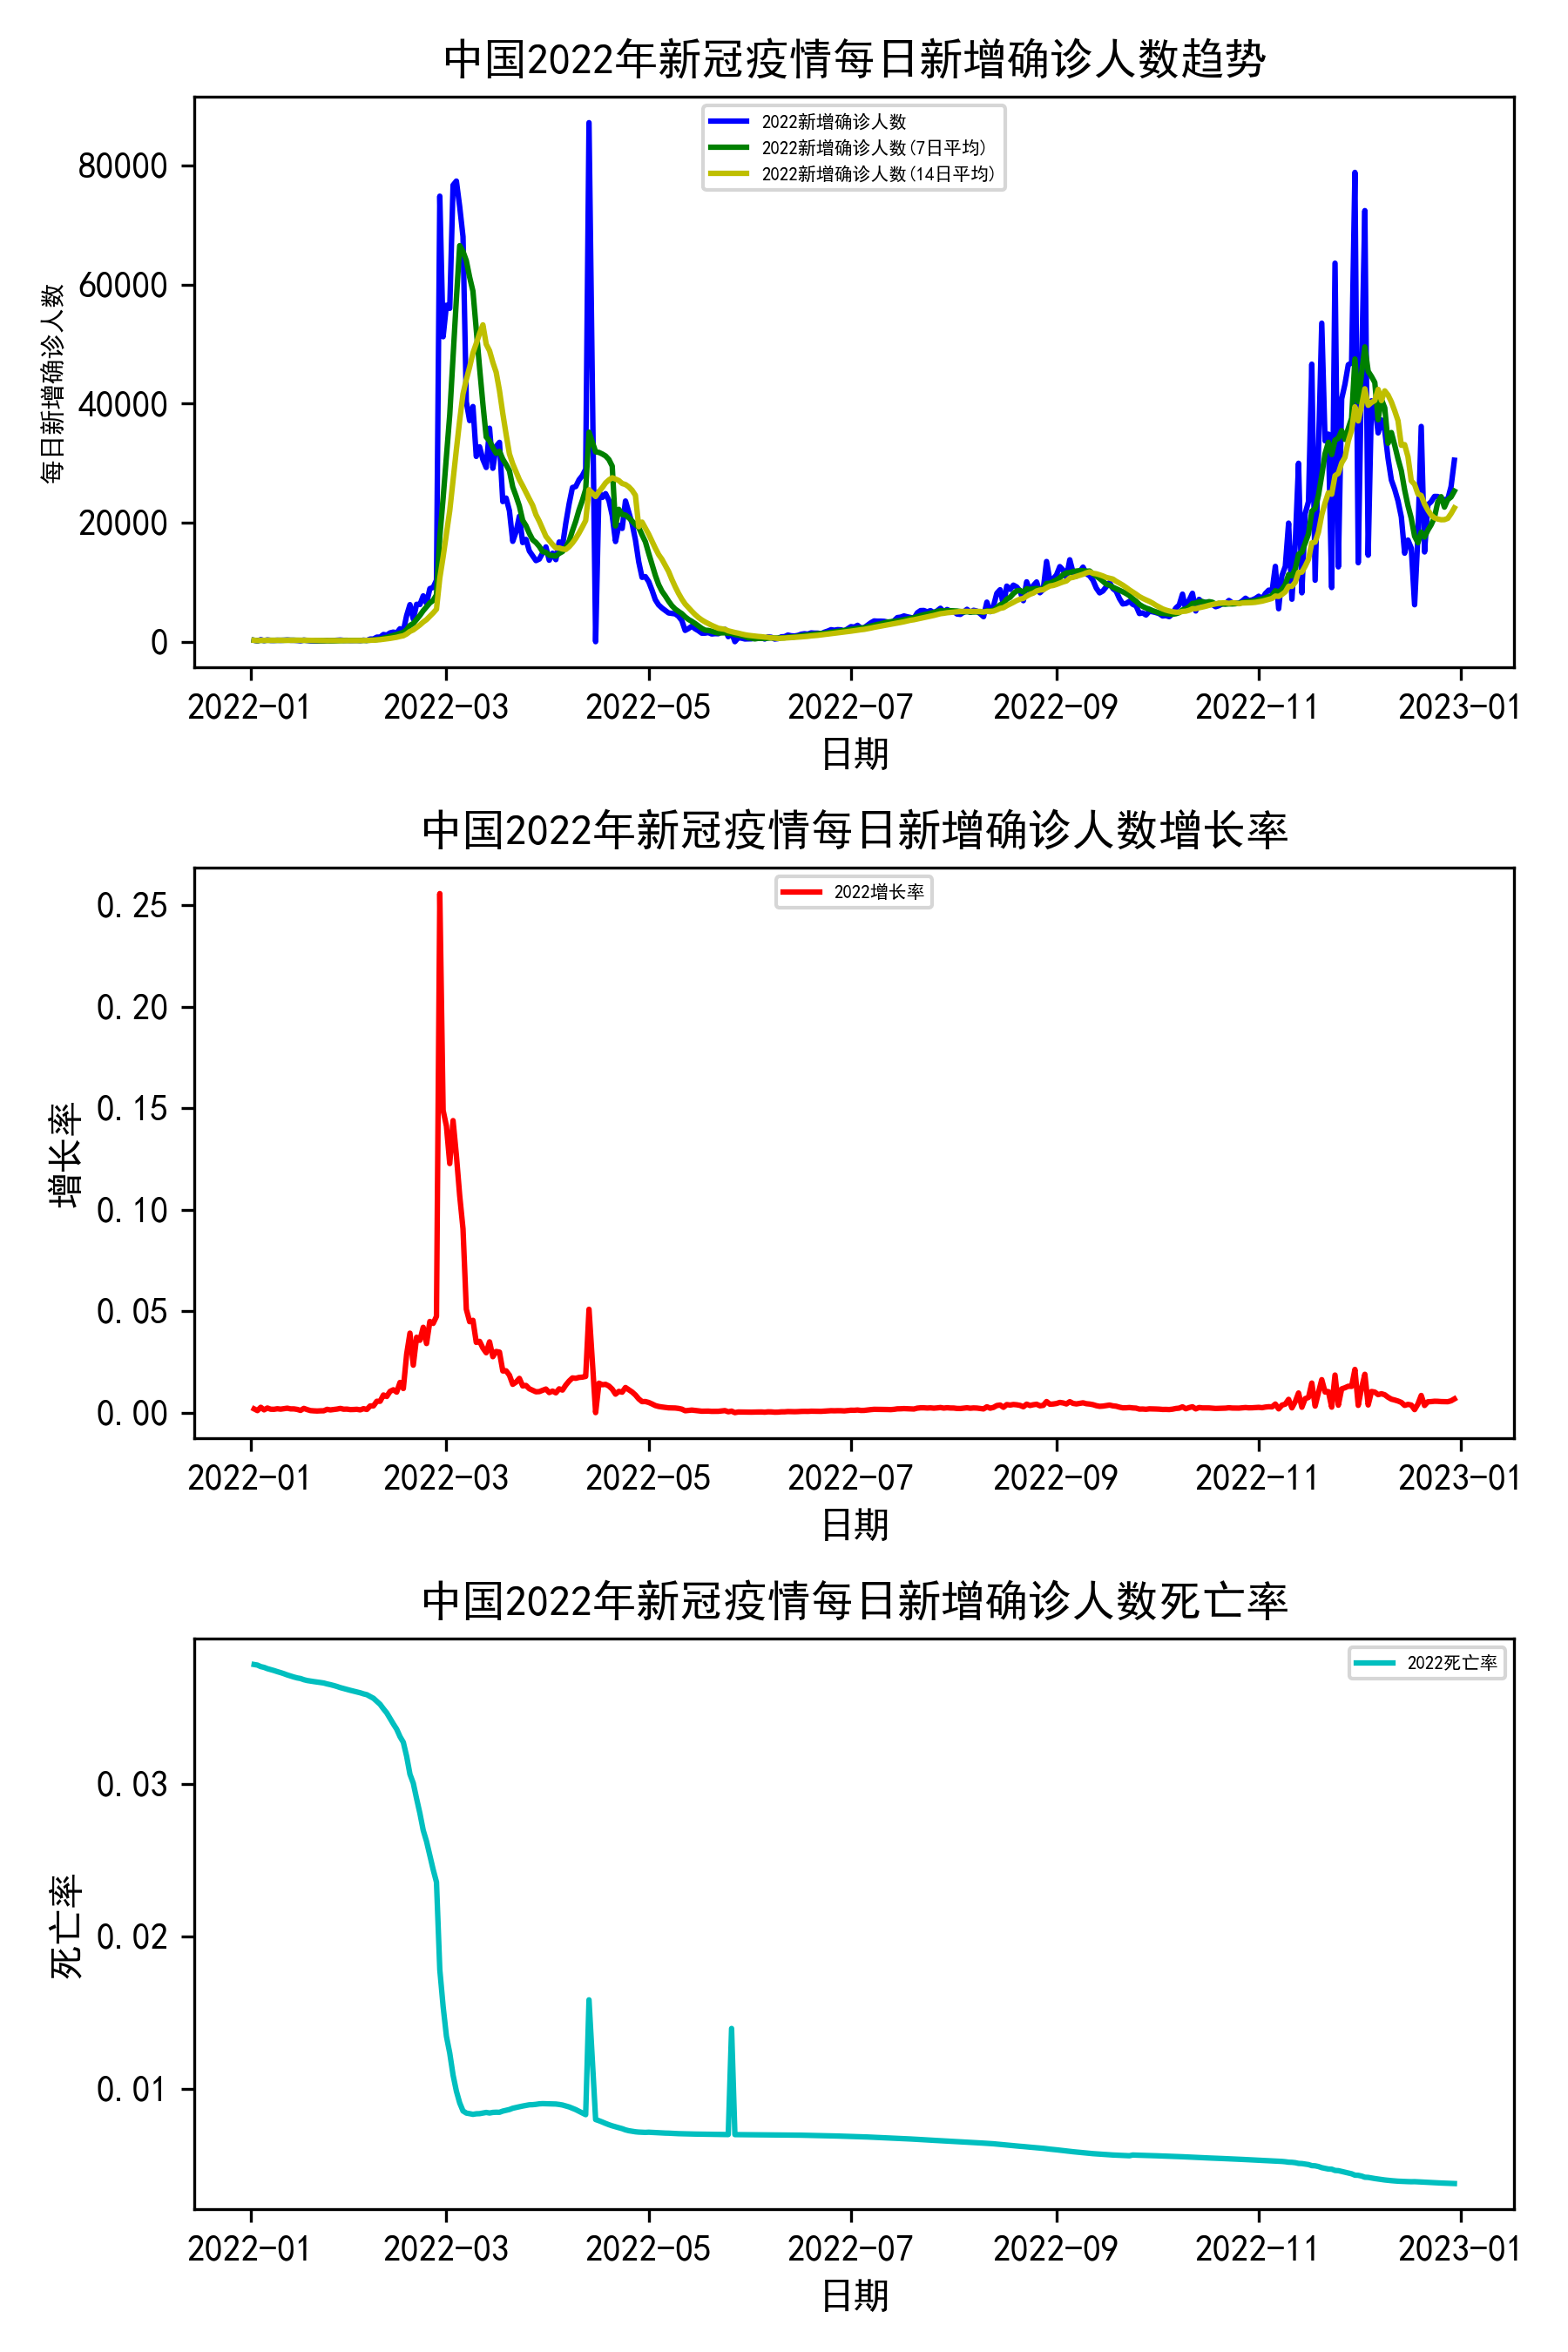 中国2022年新冠疫情每日新增确诊人数趋势
2022新增确诊人数
2022新增确诊人数(7日平均)
2022新增确诊人数(14日平均)
每日新增确诊人数
80000
60000
40000
20000
0
2022-01 2022-03 2022-05 2022-07 2022-09 2022-11 2023-01
日期
中国2022年新冠疫情每日新增确诊人数增长率
2022增长率
增长率
0.25
0.20
0.15
0.10
0.05
0.00
2022-01 2022-03 2022-05 2022-07 2022-09 2022-11 2023-01
日期
中国2022年新冠疫情每日新增确诊人数死亡率
2022死亡率
死亡率
0.03
0.02
0.01
2022-01 2022-03 2022-05 2022-07 2022-09 2022-11 2023-01
日期